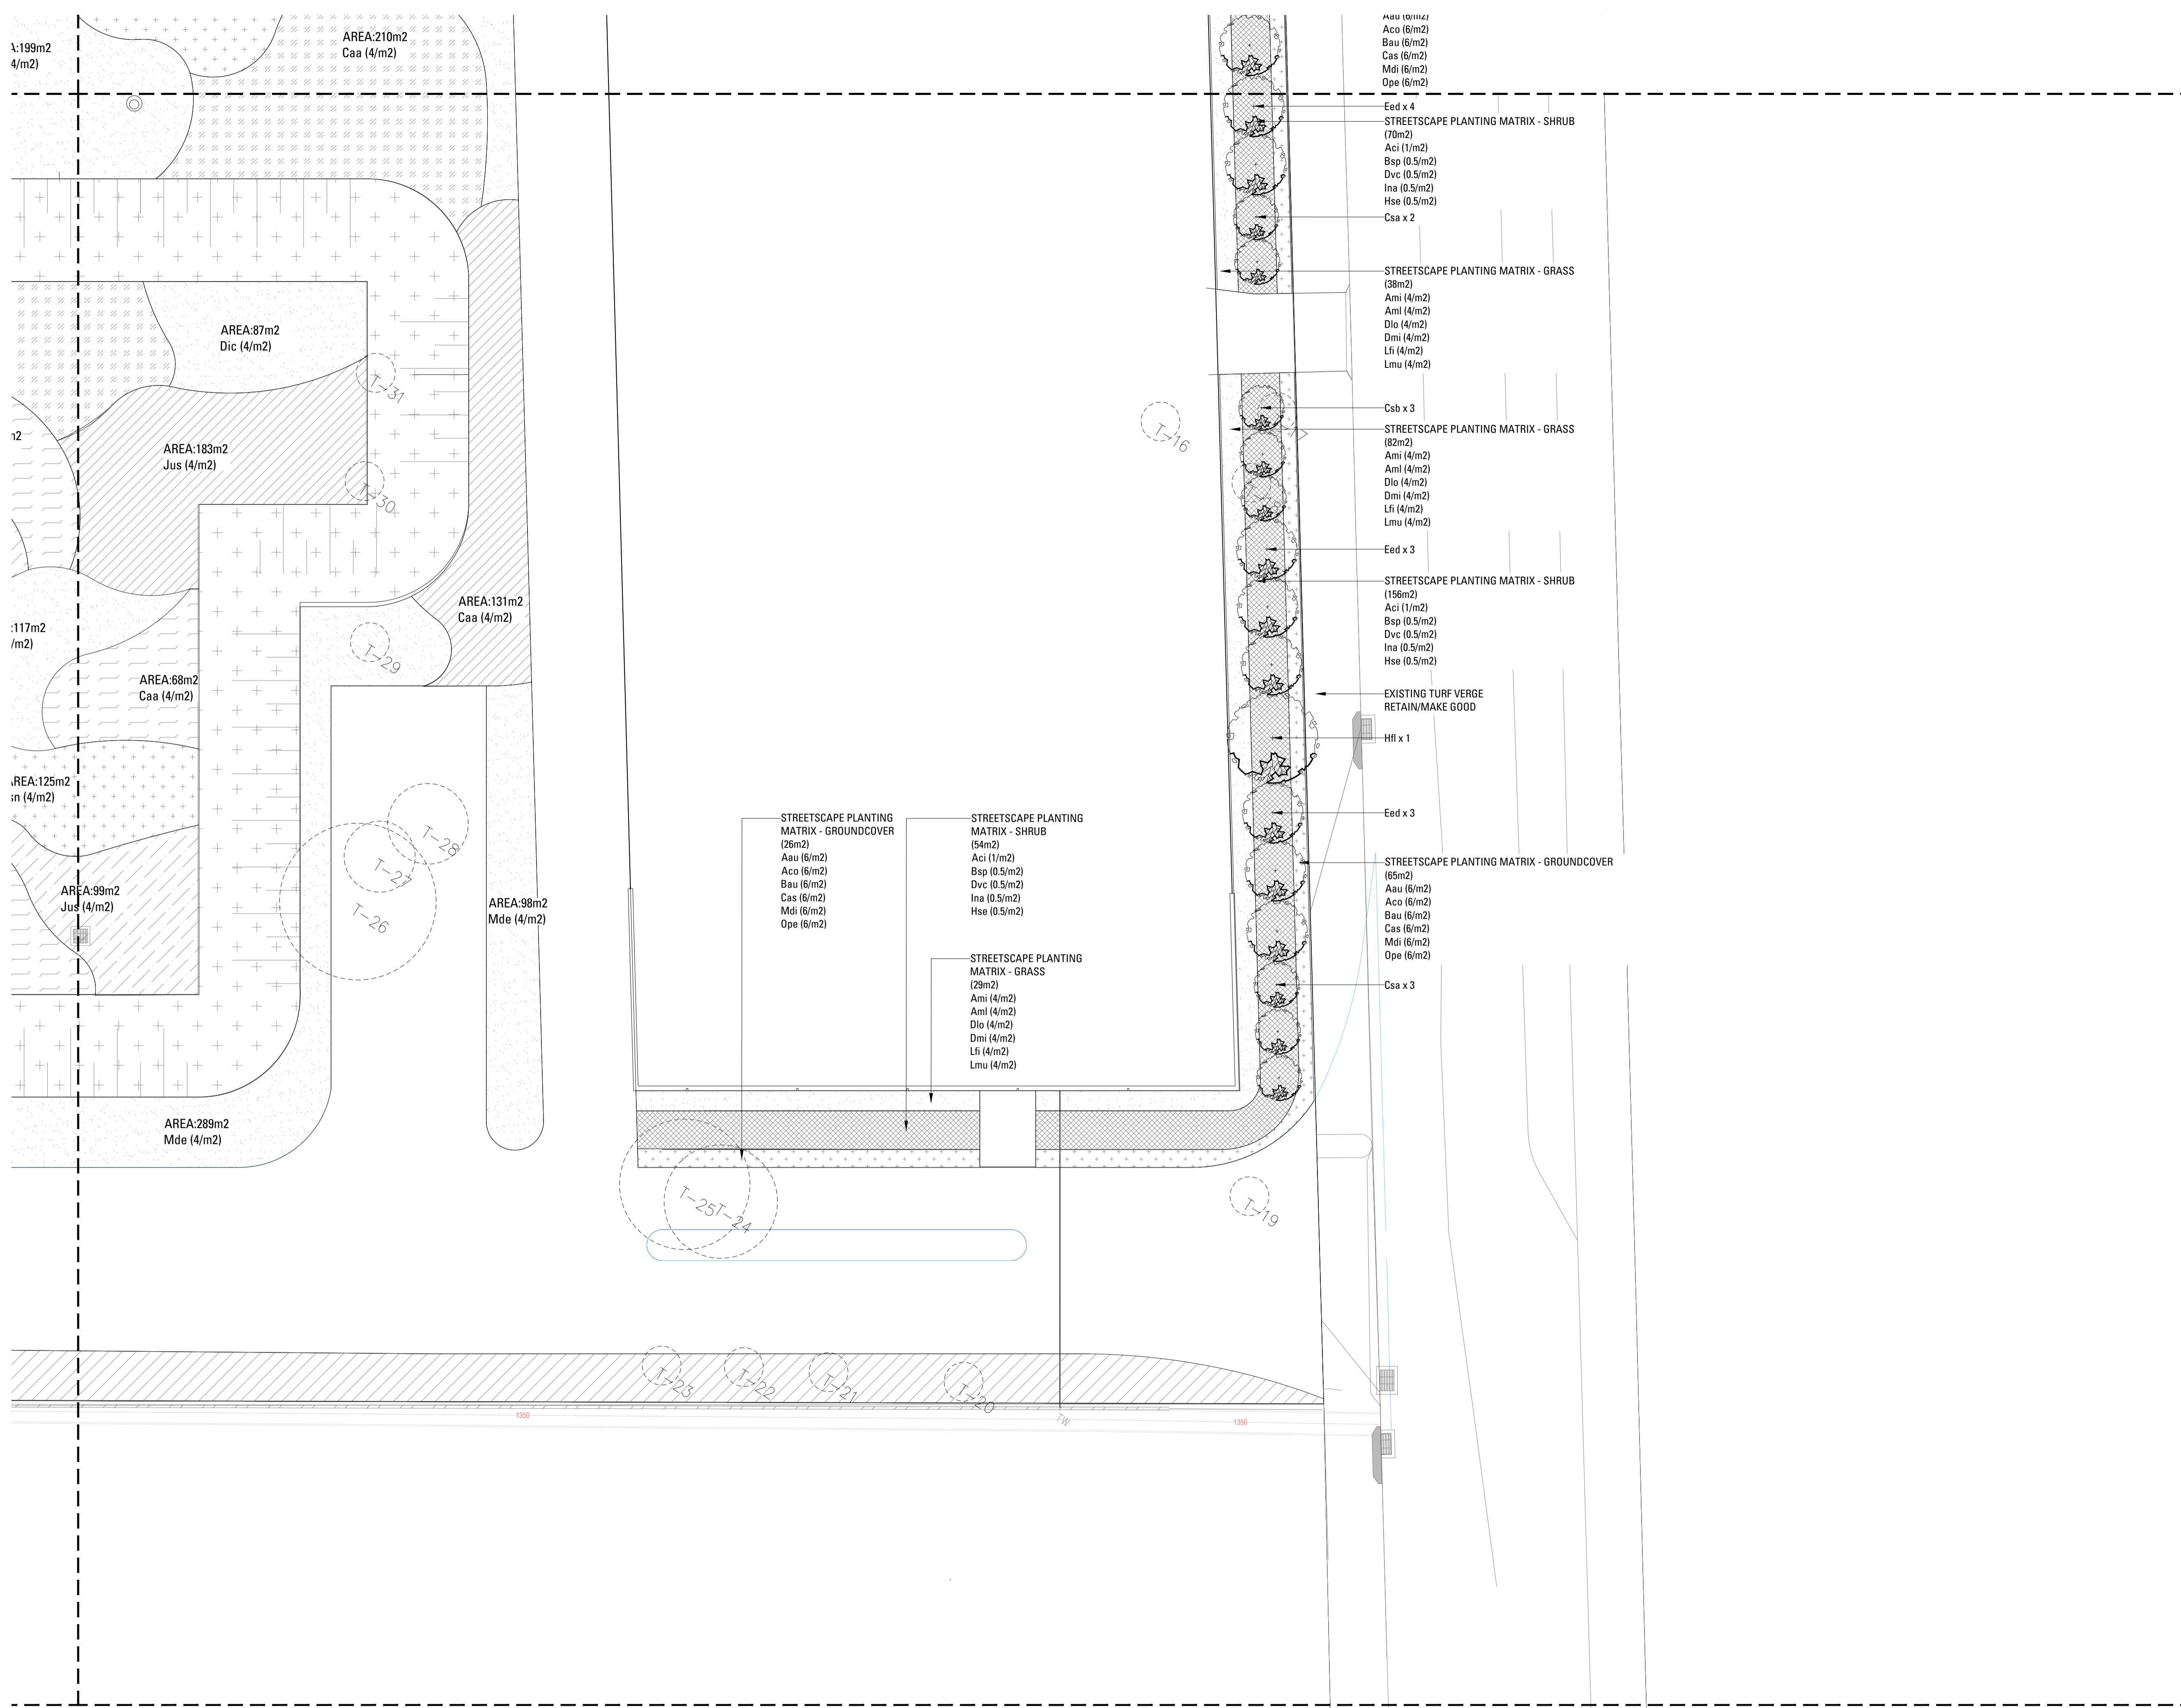 A:199m2
4/m2)
AREA:210m2
Caa (4/m2)
Aau (6/m2)
Aco (6/m2)
Bau (6/m2)
Cas (6/m2)
Mdi (6/m2)
Ope (6/m2)
Eed x 4
STREETSCAPE PLANTING MATRIX - SHRUB
(70m2)
Aci (1/m2)
Bsp (0.5/m2)
Dvc (0.5/m2)
Ina (0.5/m2)
Hse (0.5/m2)
Csa x 2
STREETSCAPE PLANTING MATRIX - GRASS
(38m2)
Ami (4/m2)
Aml (4/m2)
Dlo (4/m2)
Dmi (4/m2)
Lfi (4/m2)
Lmu (4/m2)
AREA:87m2
Dic (4/m2)
T-31
T-16
Csb x 3
STREETSCAPE PLANTING MATRIX - GRASS
(82m2)
Ami (4/m2)
Aml (4/m2)
Dlo (4/m2)
Dmi (4/m2)
Lfi (4/m2)
Lmu (4/m2)
m2
AREA:183m2
Jus (4/m2)
T-30
Eed x 3
STREETSCAPE PLANTING MATRIX - SHRUB
(156m2)
Aci (1/m2)
Bsp (0.5/m2)
Dvc (0.5/m2)
Ina (0.5/m2)
Hse (0.5/m2)
AREA:131m2
Caa (4/m2)
:117m2
/m2)
T-29
AREA:68m2
Caa (4/m2)
EXISTING TURF VERGE
RETAIN/MAKE GOOD
Hfl x 1
AREA:125m2
sn (4/m2)
Eed x 3
T-28
T-27
T-26
STREETSCAPE PLANTING
MATRIX - GROUNDCOVER
(26m2)
Aau (6/m2)
Aco (6/m2)
Bau (6/m2)
Cas (6/m2)
Mdi (6/m2)
Ope (6/m2)
STREETSCAPE PLANTING
MATRIX - SHRUB
(54m2)
Aci (1/m2)
Bsp (0.5/m2)
Dvc (0.5/m2)
Ina (0.5/m2)
Hse (0.5/m2)
STREETSCAPE PLANTING MATRIX - GROUNDCOVER
(65m2)
Aau (6/m2)
Aco (6/m2)
Bau (6/m2)
Cas (6/m2)
Mdi (6/m2)
Ope (6/m2)
AREA:99m2
Jus (4/m2)
AREA:98m2
Mde (4/m2)
STREETSCAPE PLANTING
MATRIX - GRASS
(29m2)
Ami (4/m2)
Aml (4/m2)
Dlo (4/m2)
Dmi (4/m2)
Lfi (4/m2)
Lmu (4/m2)
Csa x 3
AREA:289m2
Mde (4/m2)
T-25
T-24
T-19
T-23
T-22
T-21
T-20
1350
TW
1350